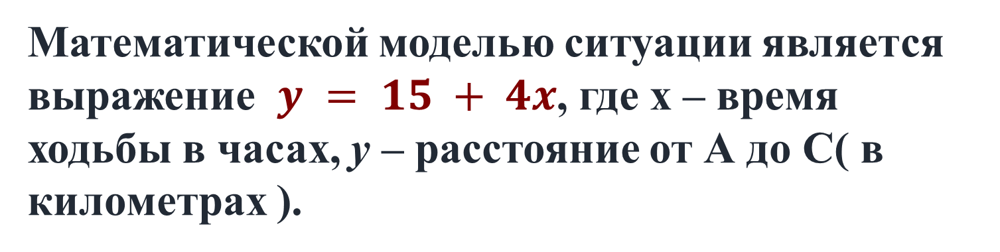 Математической моделью ситуации является
выражение y = 15 + 4x, где x – время
ходьбы в часах, y – расстояние от А до С( в
километрах ).